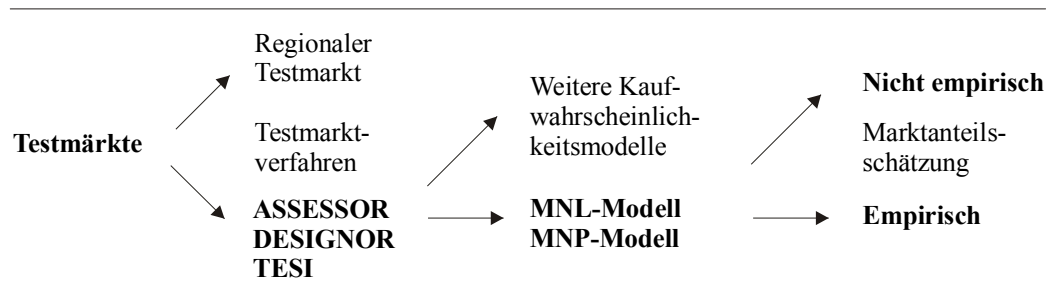 Testmärkte
Regionaler
Testmarkt
Testmarkt-
verfahren
ASSESSOR
DESIGNOR
TESI
Weitere Kauf-
wahrscheinlich-
keitsmodelle
MNL-Modell
MNP-Modell
Nicht empirisch
Marktanteils-
schätzung
Empirisch